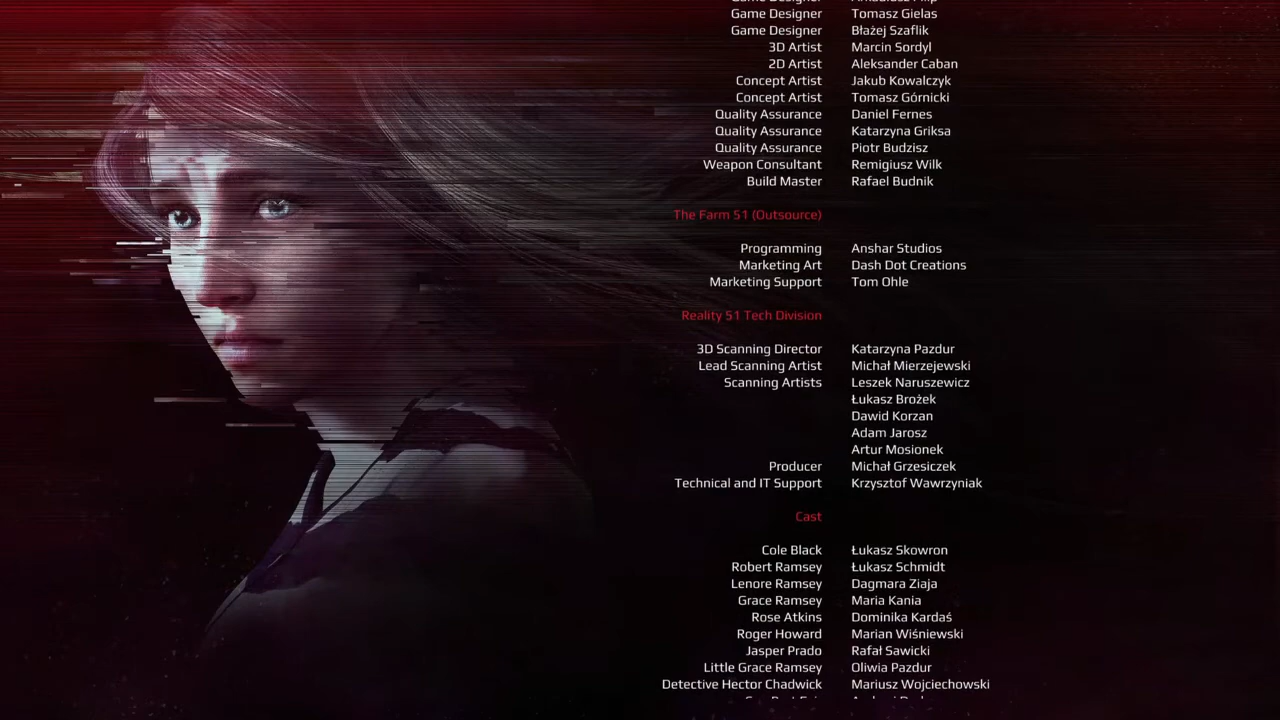 Game Designer Arkadiusz Filip
Game Designer Tomasz Gielas
Game Designer Błażej Szaflik
3D Artist Marcin Sordyl
2D Artist Aleksander Caban
Concept Artist Jakub Kowalczyk
Concept Artist Tomasz Górnicki
Quality Assurance Daniel Fernes
Quality Assurance Katarzyna Griksa
Quality Assurance Piotr Budzisz
Weapon Consultant Remigiusz Wilk
Build Master Rafael Budnik
The Farm 51 (Outsource)
Programming Anshar Studios
Marketing Art Dash Dot Creations
Marketing Support Tom Ohle
Reality 51 Tech Division
3D Scanning Director Katarzyna Pazdur
Lead Scanning Artist Michał Mierzejewski
Scanning Artists Leszek Naruszewicz
Łukasz Brożek
Dawid Korzan
Adam Jarosz
Artur Mosionek
Producer Michał Grzesiczek
Technical and IT Support Krzysztof Wawrzyniak
Cast
Cole Black Łukasz Skowron
Robert Ramsey Łukasz Schmidt
Lenore Ramsey Dagmara Ziaja
Grace Ramsey Maria Kania
Rose Atkins Dominika Kardaś
Roger Howard Marian Wiśniewski
Jasper Prado Rafał Sawicki
Little Grace Ramsey Oliwia Pazdur
Detective Hector Chadwick Mariusz Wojciechowski